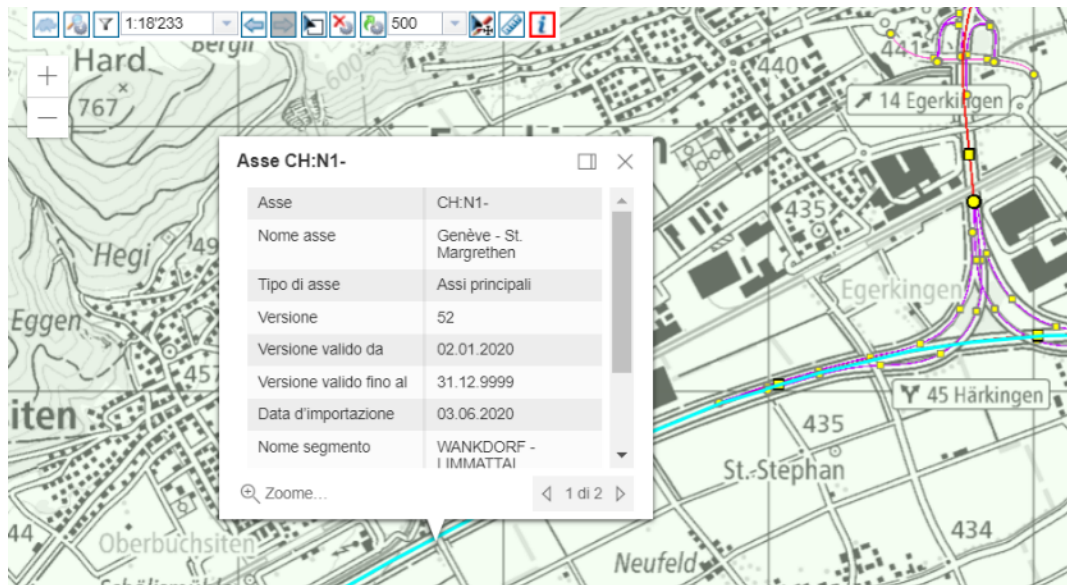 1:18'233
500
Hard
767
Bergli
600
440
44
14 Egerkingen
Asse CH:N1-
Asse CH:N1-
Nome asse Genève - St.
Margrethen
Tipo di asse Assi principali
Versione 52
Versione valido da 02.01.2020
Versione valido fino al 31.12.9999
Data d'importazione 03.06.2020
Nome segmento WANKDORF -
LIMMATTAL
Zoome...
1 di 2
435
Hegi
49
Egerkingen
Eggen
45
iten
45 Härkingen
435
St. Stephan
44
Oberbuchsiten
434
Neufeld